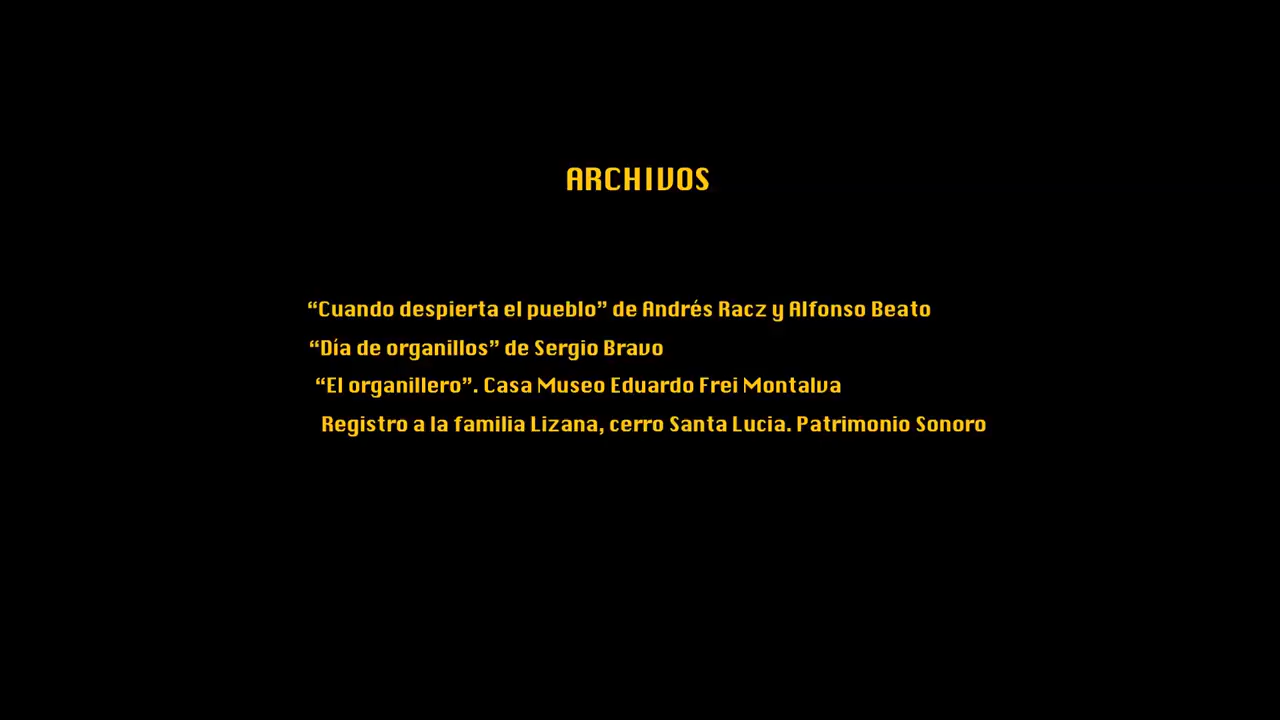 ARCHIVOS
“Cuando despierta el pueblo” de Andrés Racz y Alfonso Beato
“Día de organillos” de Sergio Bravo
“El organillero”. Casa Museo Eduardo Frei Montalva
Registro a la familia Lizana, cerro Santa Lucia. Patrimonio Sonoro